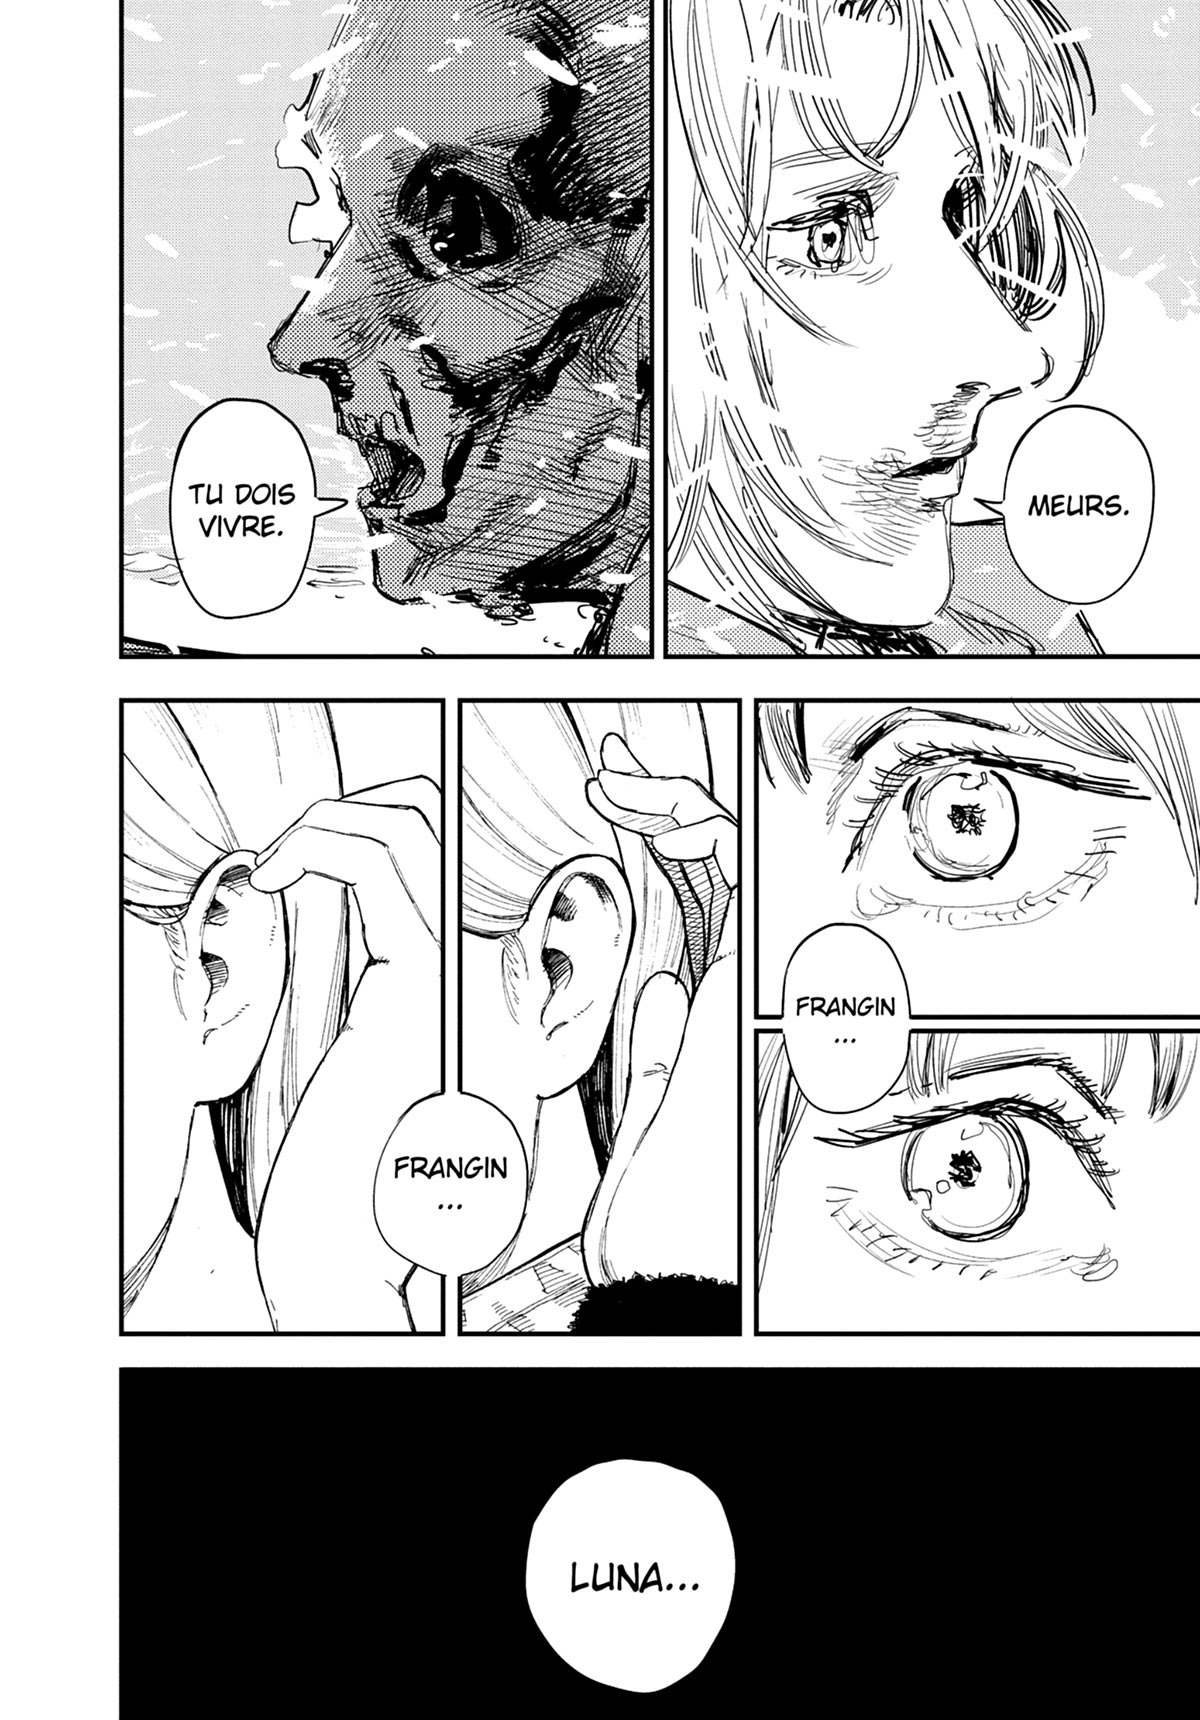 MEURS.
TU DOIS
VIVRE.
FRANGIN
...
FRANGIN
...
LUNA...